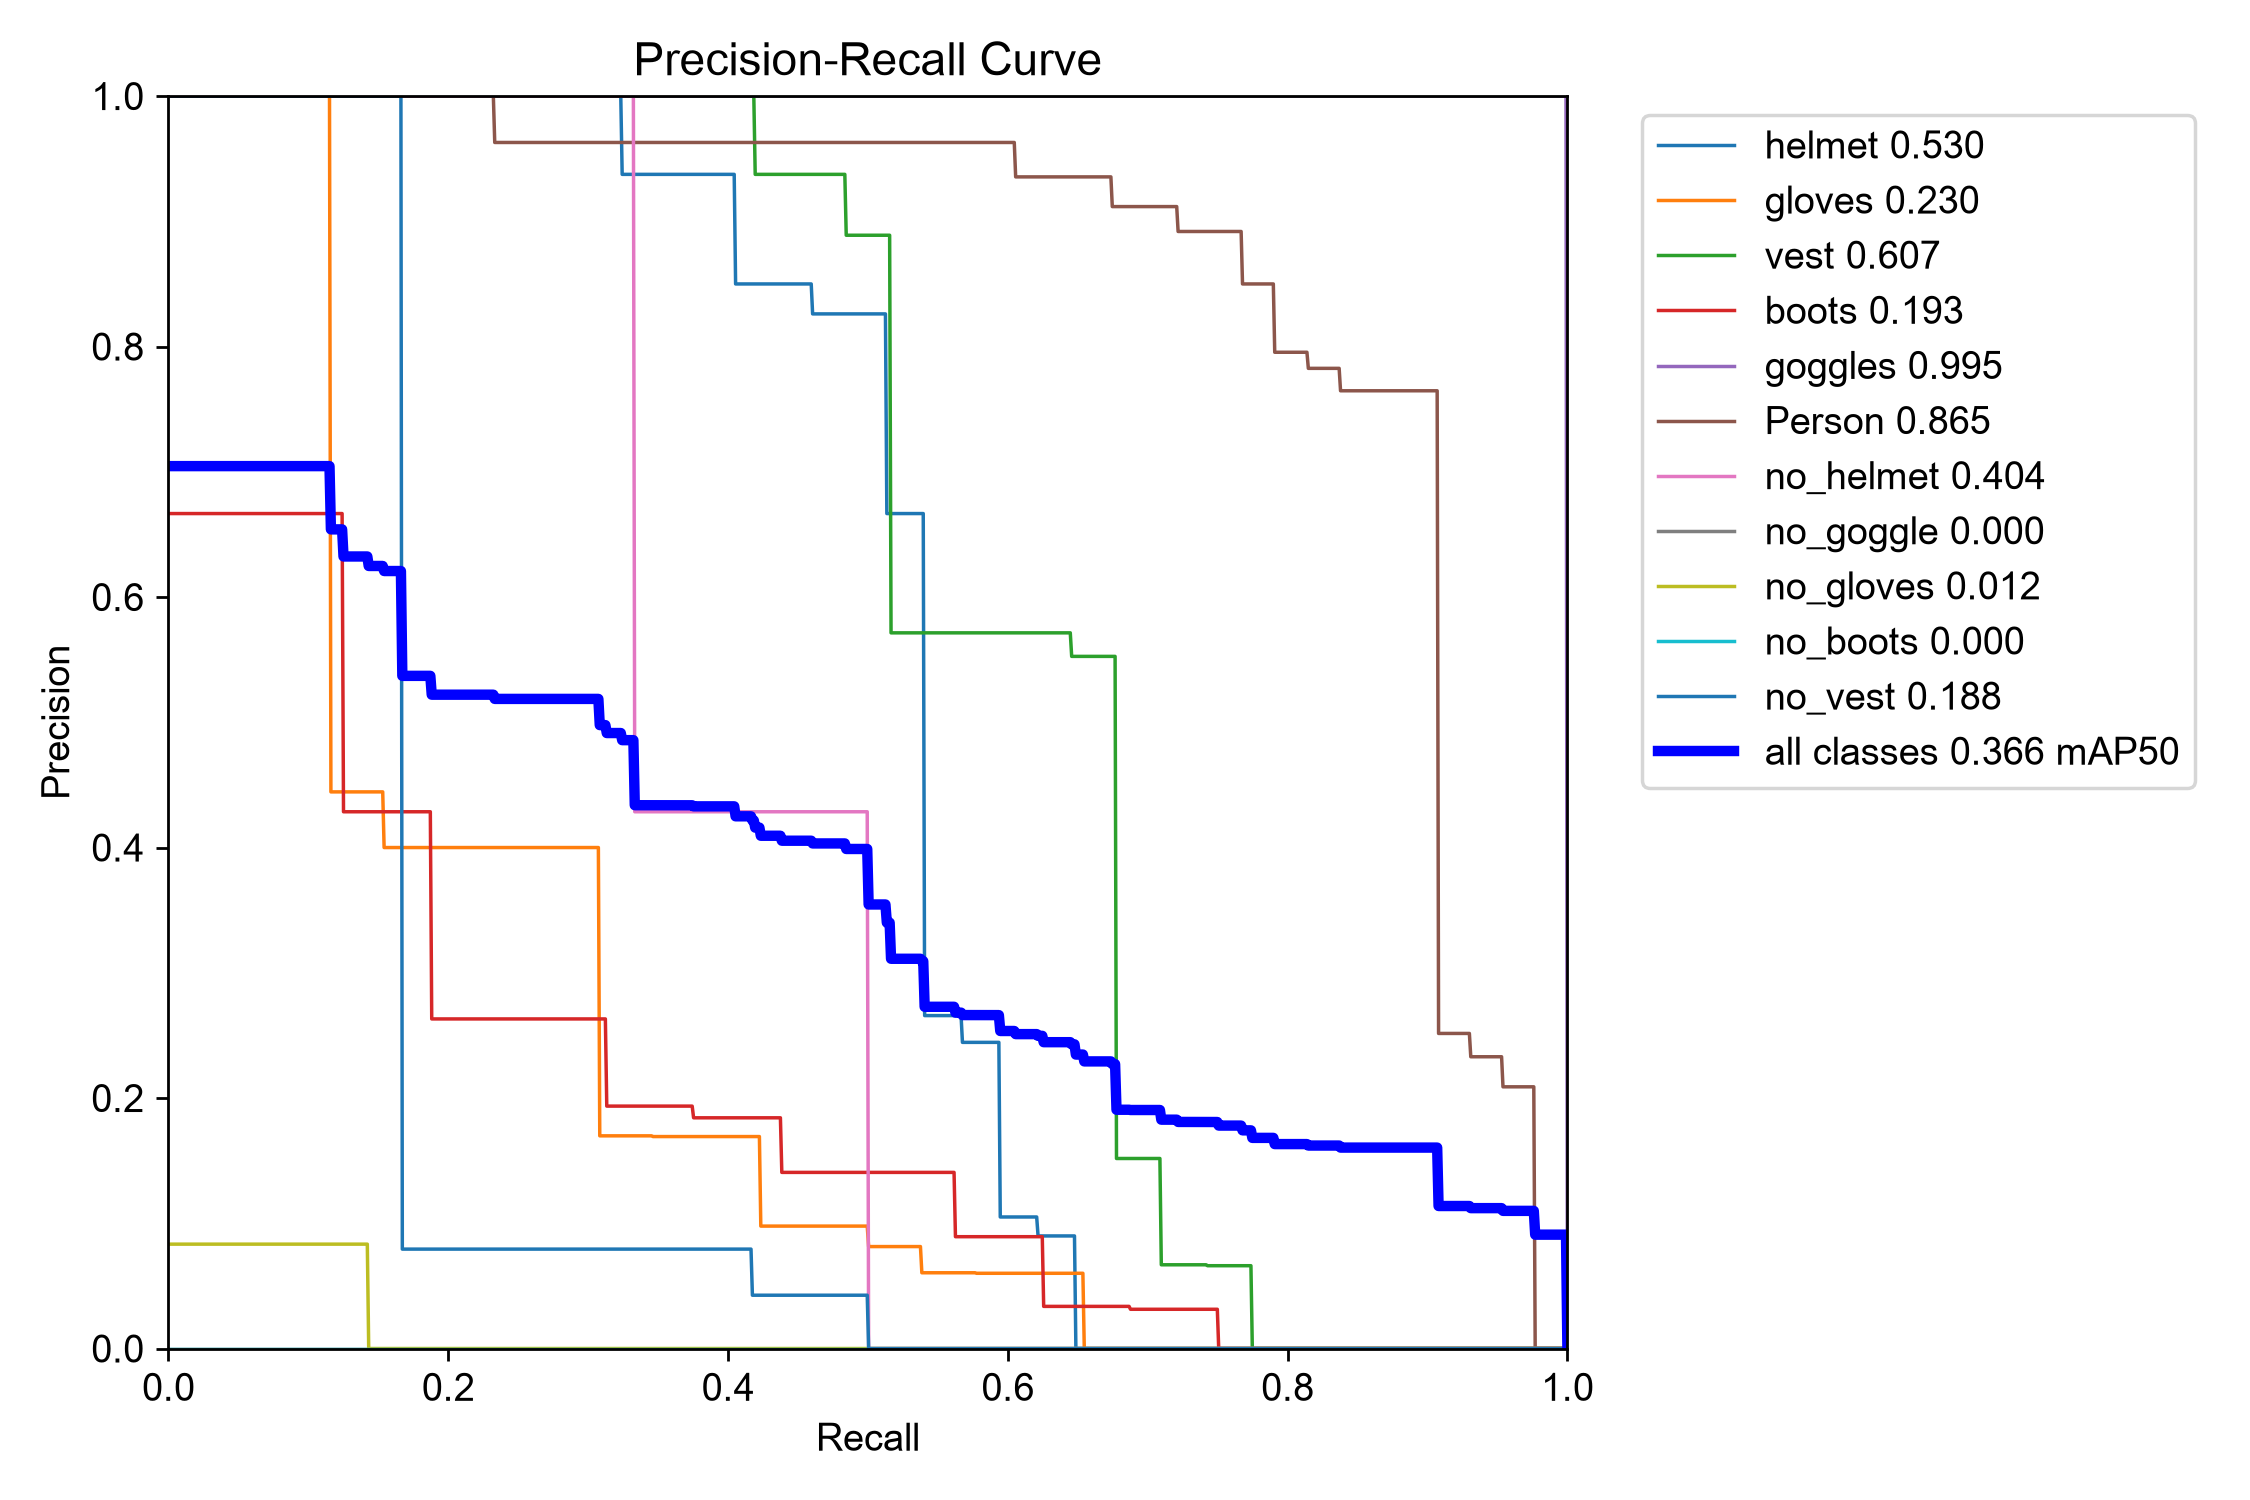 Precision-Recall Curve
1.0
0.8
0.6
0.4
0.2
0.0
Precision
0.0 0.2 0.4 0.6 0.8 1.0
Recall
helmet 0.530
gloves 0.230
vest 0.607
boots 0.193
goggles 0.995
Person 0.865
no_helmet 0.404
no_goggle 0.000
no_gloves 0.012
no_boots 0.000
no_vest 0.188
all classes 0.366 mAP50